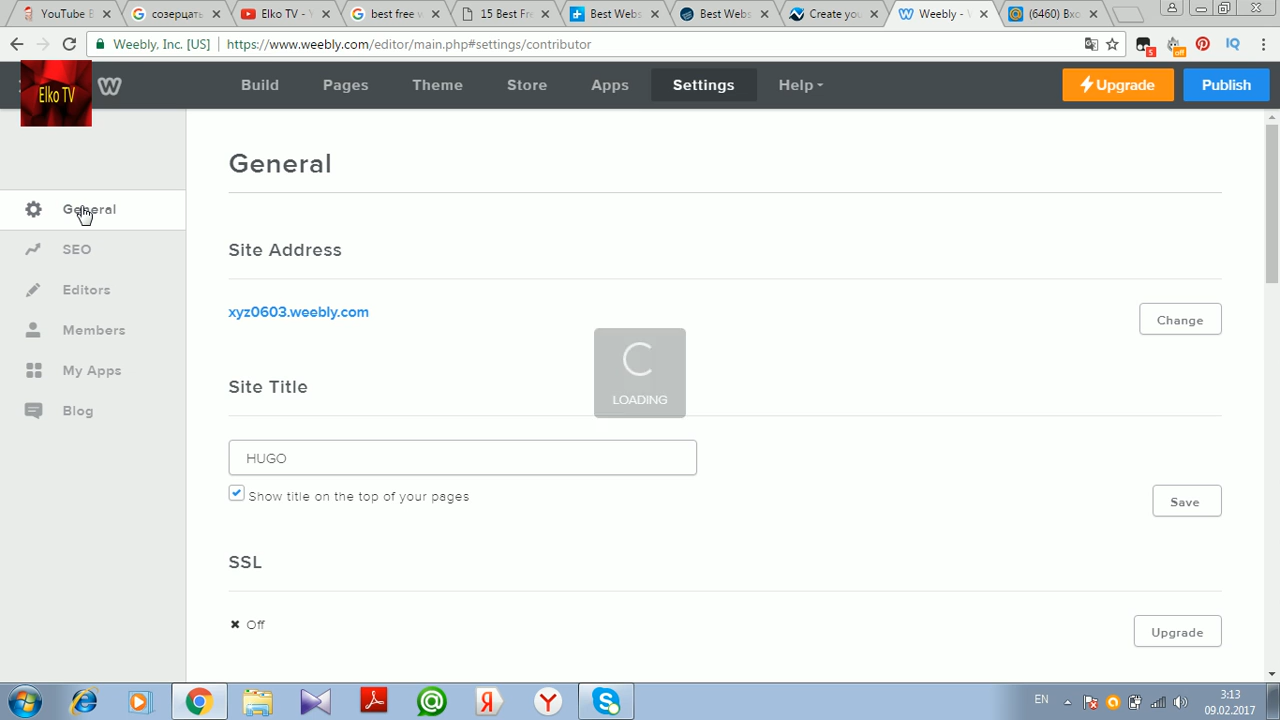 YouTube B
созерцать
Elko TV - Y
best free v
15 Best Fre
Best Webs
Best Webs
Create you
Weebly - V
(6460) Вхо
Weebly, Inc. [US]
https://www.weebly.com/editor/main.php#settings/contributor
5
off
IQ
Elko TV
Build
Pages
Theme
Store
Apps
Settings
Help
Upgrade
Publish
General
SEO
Editors
Members
My Apps
Blog
General
Site Address
xyz0603.weebly.com
Change
LOADING
Site Title
HUGO
Show title on the top of your pages
Save
SSL
Off
Upgrade
EN
3:13
09.02.2017